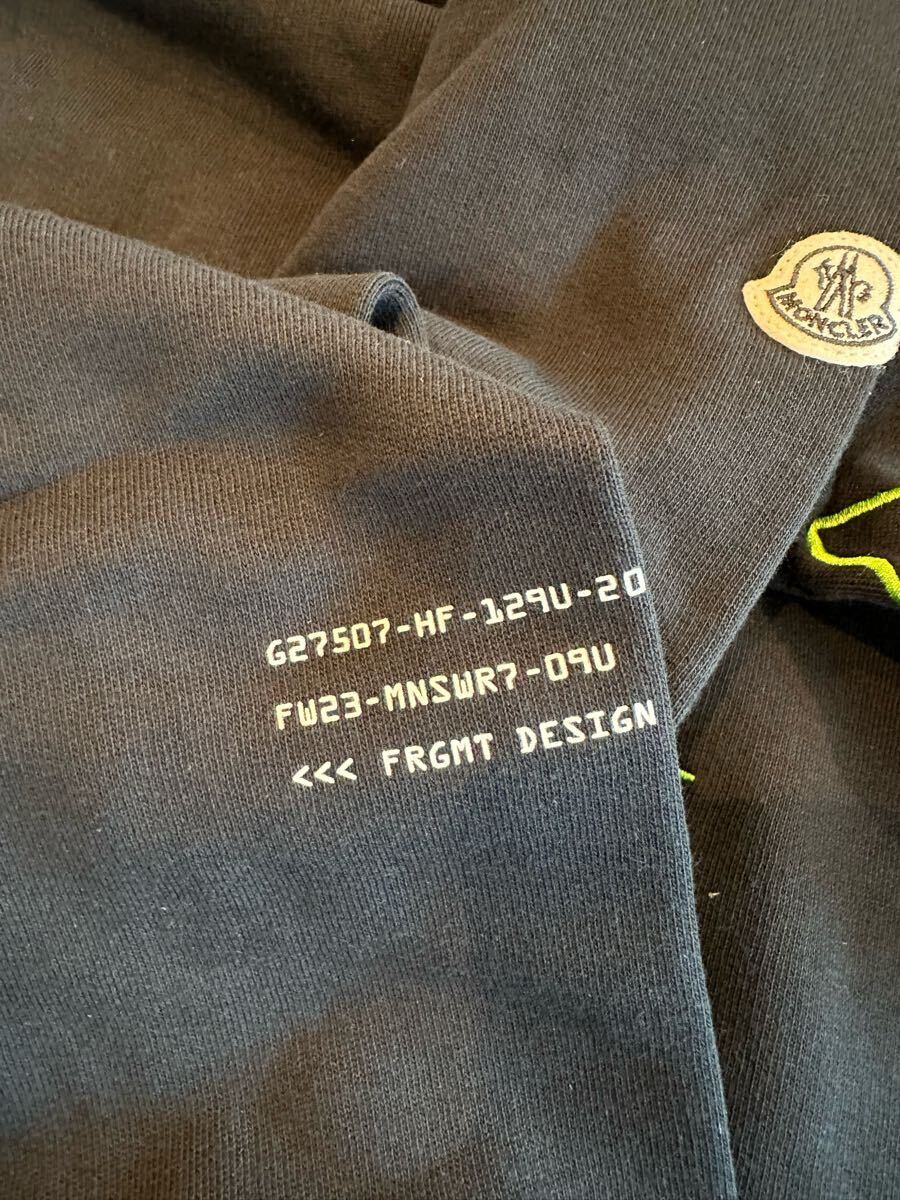 MONCLER
G27507-HF-129U-20
FW23-MNSWR7-09U
<<< FRGMT DESIGN